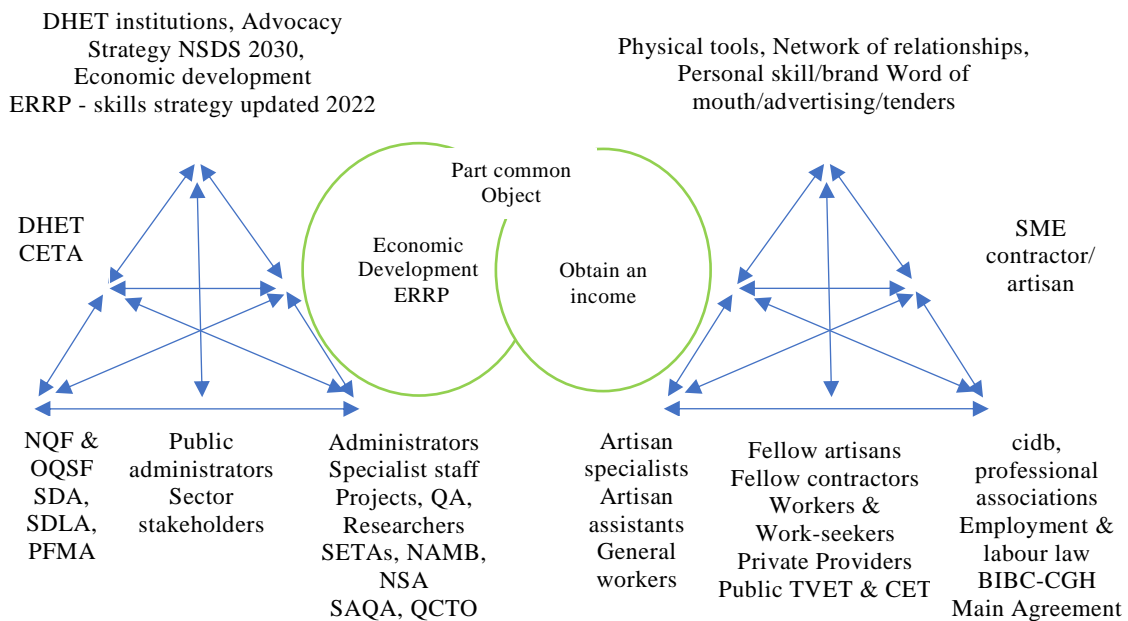 DHET institutions, Advocacy
Strategy NSDS 2030,
Economic development
ERRP - skills strategy updated 2022
Physical tools, Network of relationships,
Personal skill/brand Word of
mouth/advertising/tenders
Part common
Object
DHET
CETA
Economic
Development
ERRP
Obtain an
income
SME
contractor/
artisan
NQF &
OQSF
SDA,
SDLA,
PFMA
Public
administrators
Sector
stakeholders
Administrators
Specialist staff
Projects, QA,
Researchers
SETAs, NAMB,
NSA
SAQA, QCTO
Artisan
specialists
Artisan
assistants
General
workers
Fellow artisans
Fellow contractors
Workers &
Work-seekers
Private Providers
Public TVET & CET
cidb,
professional
associations
Employment &
labour law
BIBC-CGH
Main Agreement